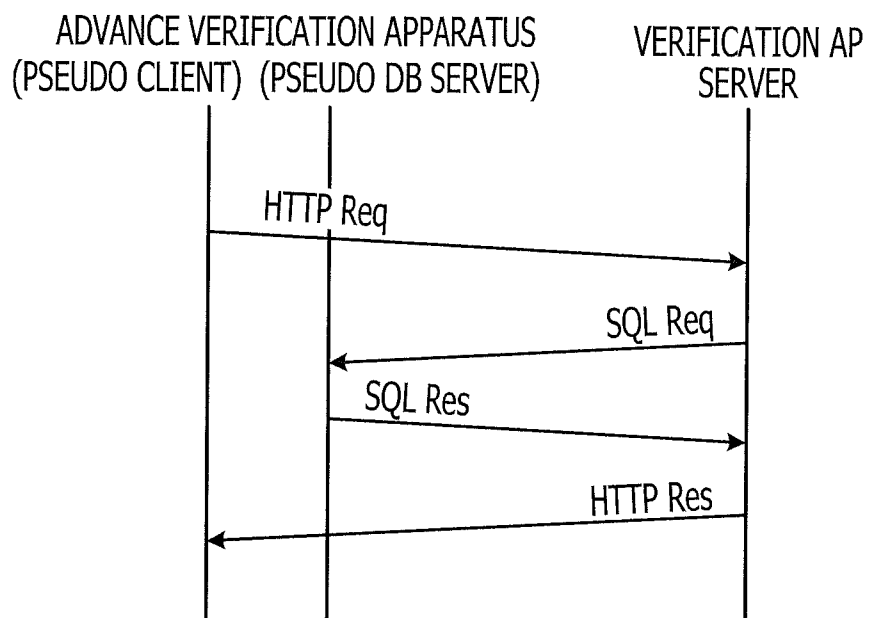 ADVANCE VERIFICATION APPARATUS
(PSEUDO CLIENT) (PSEUDO DB SERVER)
VERIFICATION AP
SERVER
HTTP Req
SQL Req
SQL Res
HTTP Res